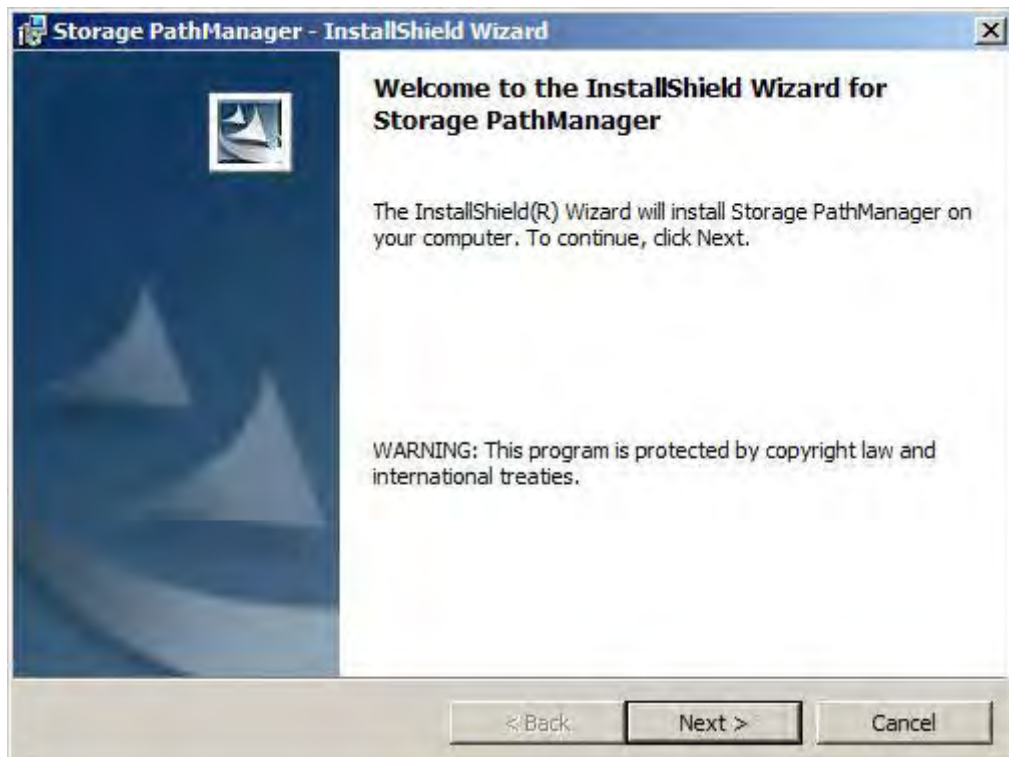 Storage PathManager - InstallShield Wizard
Welcome to the InstallShield Wizard for
Storage PathManager
The InstallShield(R) Wizard will install Storage PathManager on
your computer. To continue, click Next.
WARNING: This program is protected by copyright law and
international treaties.
< Back
Next >
Cancel